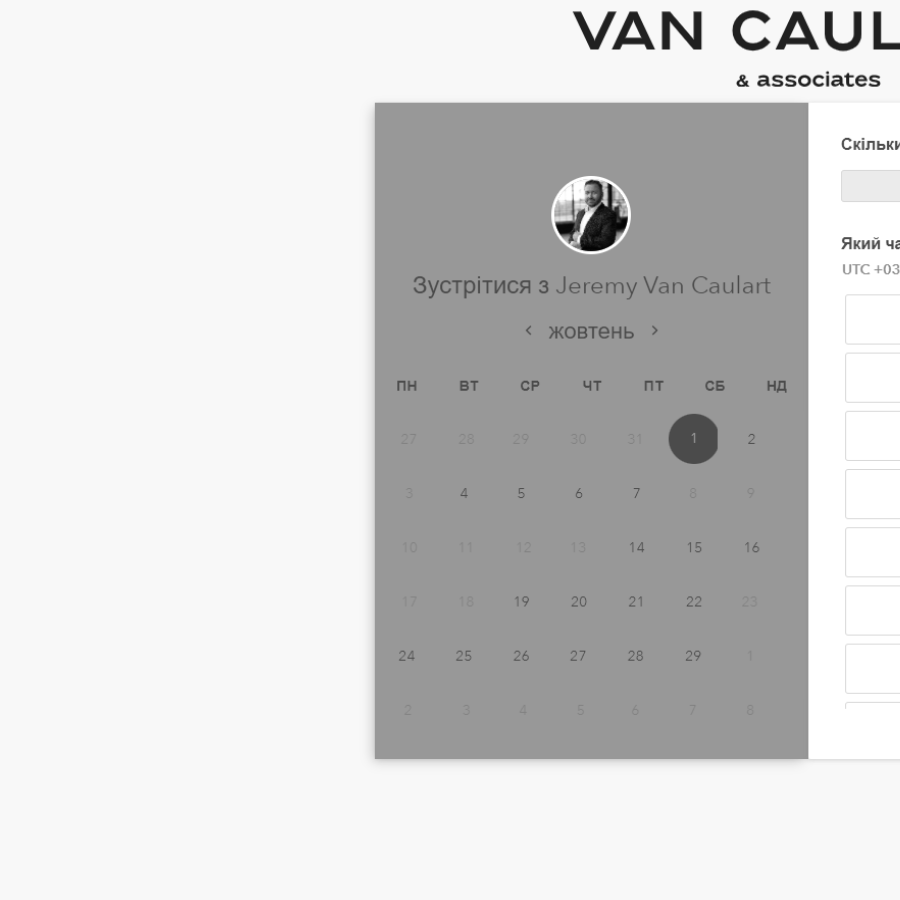 VAN CAUL
& associates
Скільки
Який ча
UTC +03
Зустрітися з Jeremy Van Caulart
жовтень
ПН ВТ СР ЧТ ПТ СБ НД
27 28 29 30 31 1 2
3 4 5 6 7 8 9
10 11 12 13 14 15 16
17 18 19 20 21 22 23
24 25 26 27 28 29 1
2 3 4 5 6 7 8